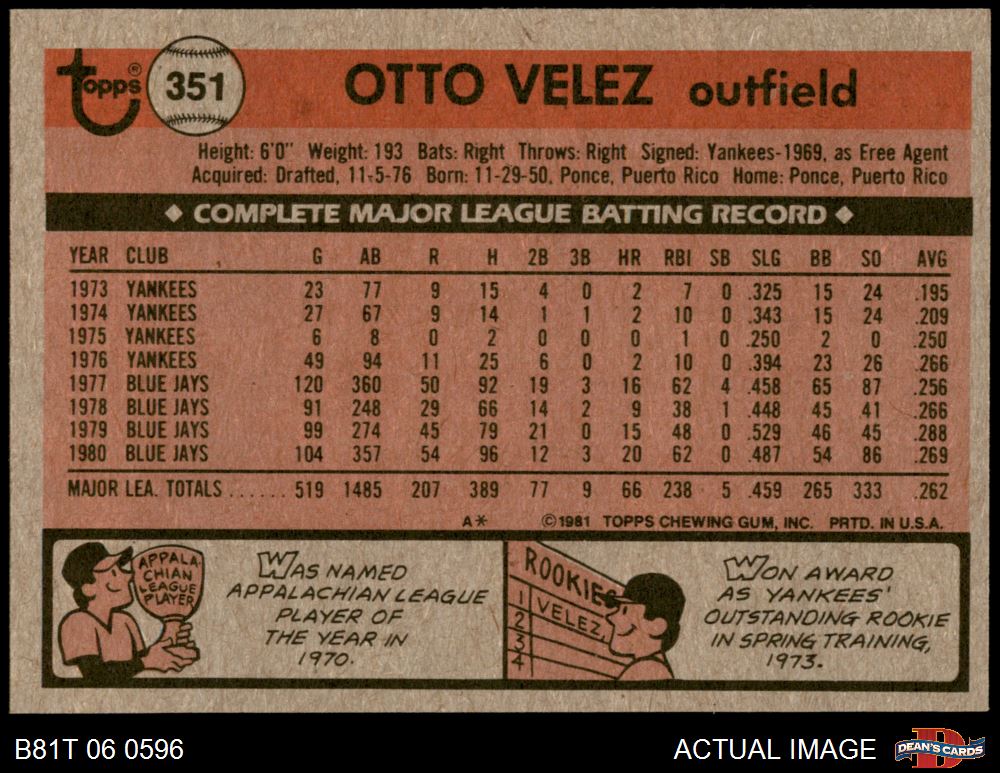 Topps® 351 OTTO VELEZ outfield
Height: 6'0" Weight: 193 Bats: Right Throws: Right Signed: Yankees-1969, as Free Agent
Acquired: Drafted, 11-5-76 Born: 11-29-50, Ponce, Puerto Rico Home: Ponce, Puerto Rico
◆ COMPLETE MAJOR LEAGUE BATTING RECORD ◆
YEAR CLUB G AB R H 2B 3B HR RBI SB SLG BB SO AVG
1973 YANKEES 23 77 9 15 4 0 2 7 0 .325 15 24 .195
1974 YANKEES 27 67 9 14 1 1 2 10 0 .343 15 24 .209
1975 YANKEES 6 8 0 2 0 0 0 1 0 .250 2 0 .250
1976 YANKEES 49 94 11 25 6 0 2 10 0 .394 23 26 .266
1977 BLUE JAYS 120 360 50 92 19 3 16 62 4 .458 65 87 .256
1978 BLUE JAYS 91 248 29 66 14 2 9 38 1 .448 45 41 .266
1979 BLUE JAYS 99 274 45 79 21 0 15 48 0 .529 46 45 .288
1980 BLUE JAYS 104 357 54 96 12 3 20 62 0 .487 54 86 .269
MAJOR LEA. TOTALS ...... 519 1485 207 389 77 9 66 238 5 .459 265 333 .262
A* ©1981 TOPPS CHEWING GUM, INC. PRTD. IN U.S.A.
APPALA-
CHIAN
LEAGUE
PLAYER
WAS NAMED
APPALACHIAN LEAGUE
PLAYER OF
THE YEAR IN
1970.
ROOKIES
1 VELEZ
2
3
4
WON AWARD
AS YANKEES'
OUTSTANDING ROOKIE
IN SPRING TRAINING,
1973.
B81T 06 0596 ACTUAL IMAGE DEAN'S CARDS